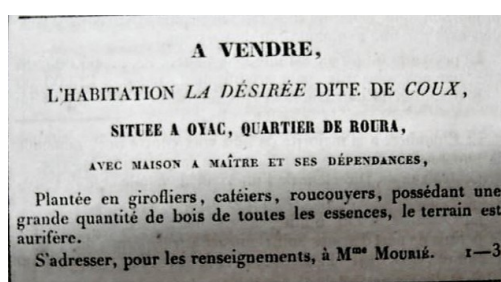 A VENDRE,
L'HABITATION LA DÉSIRÉE DITE DE COUX,
SITUEE A OYAC, QUARTIER DE ROURA,
AVEC MAISON A MAÎTRE ET SES DÉPENDANCES,
Plantée en girofliers, caféiers, roucouyers, possédant une
grande quantité de bois de toutes les essences, le terrain est
aurifère.
S'adresser, pour les renseignements, à Mme MOURIÉ. 1—3